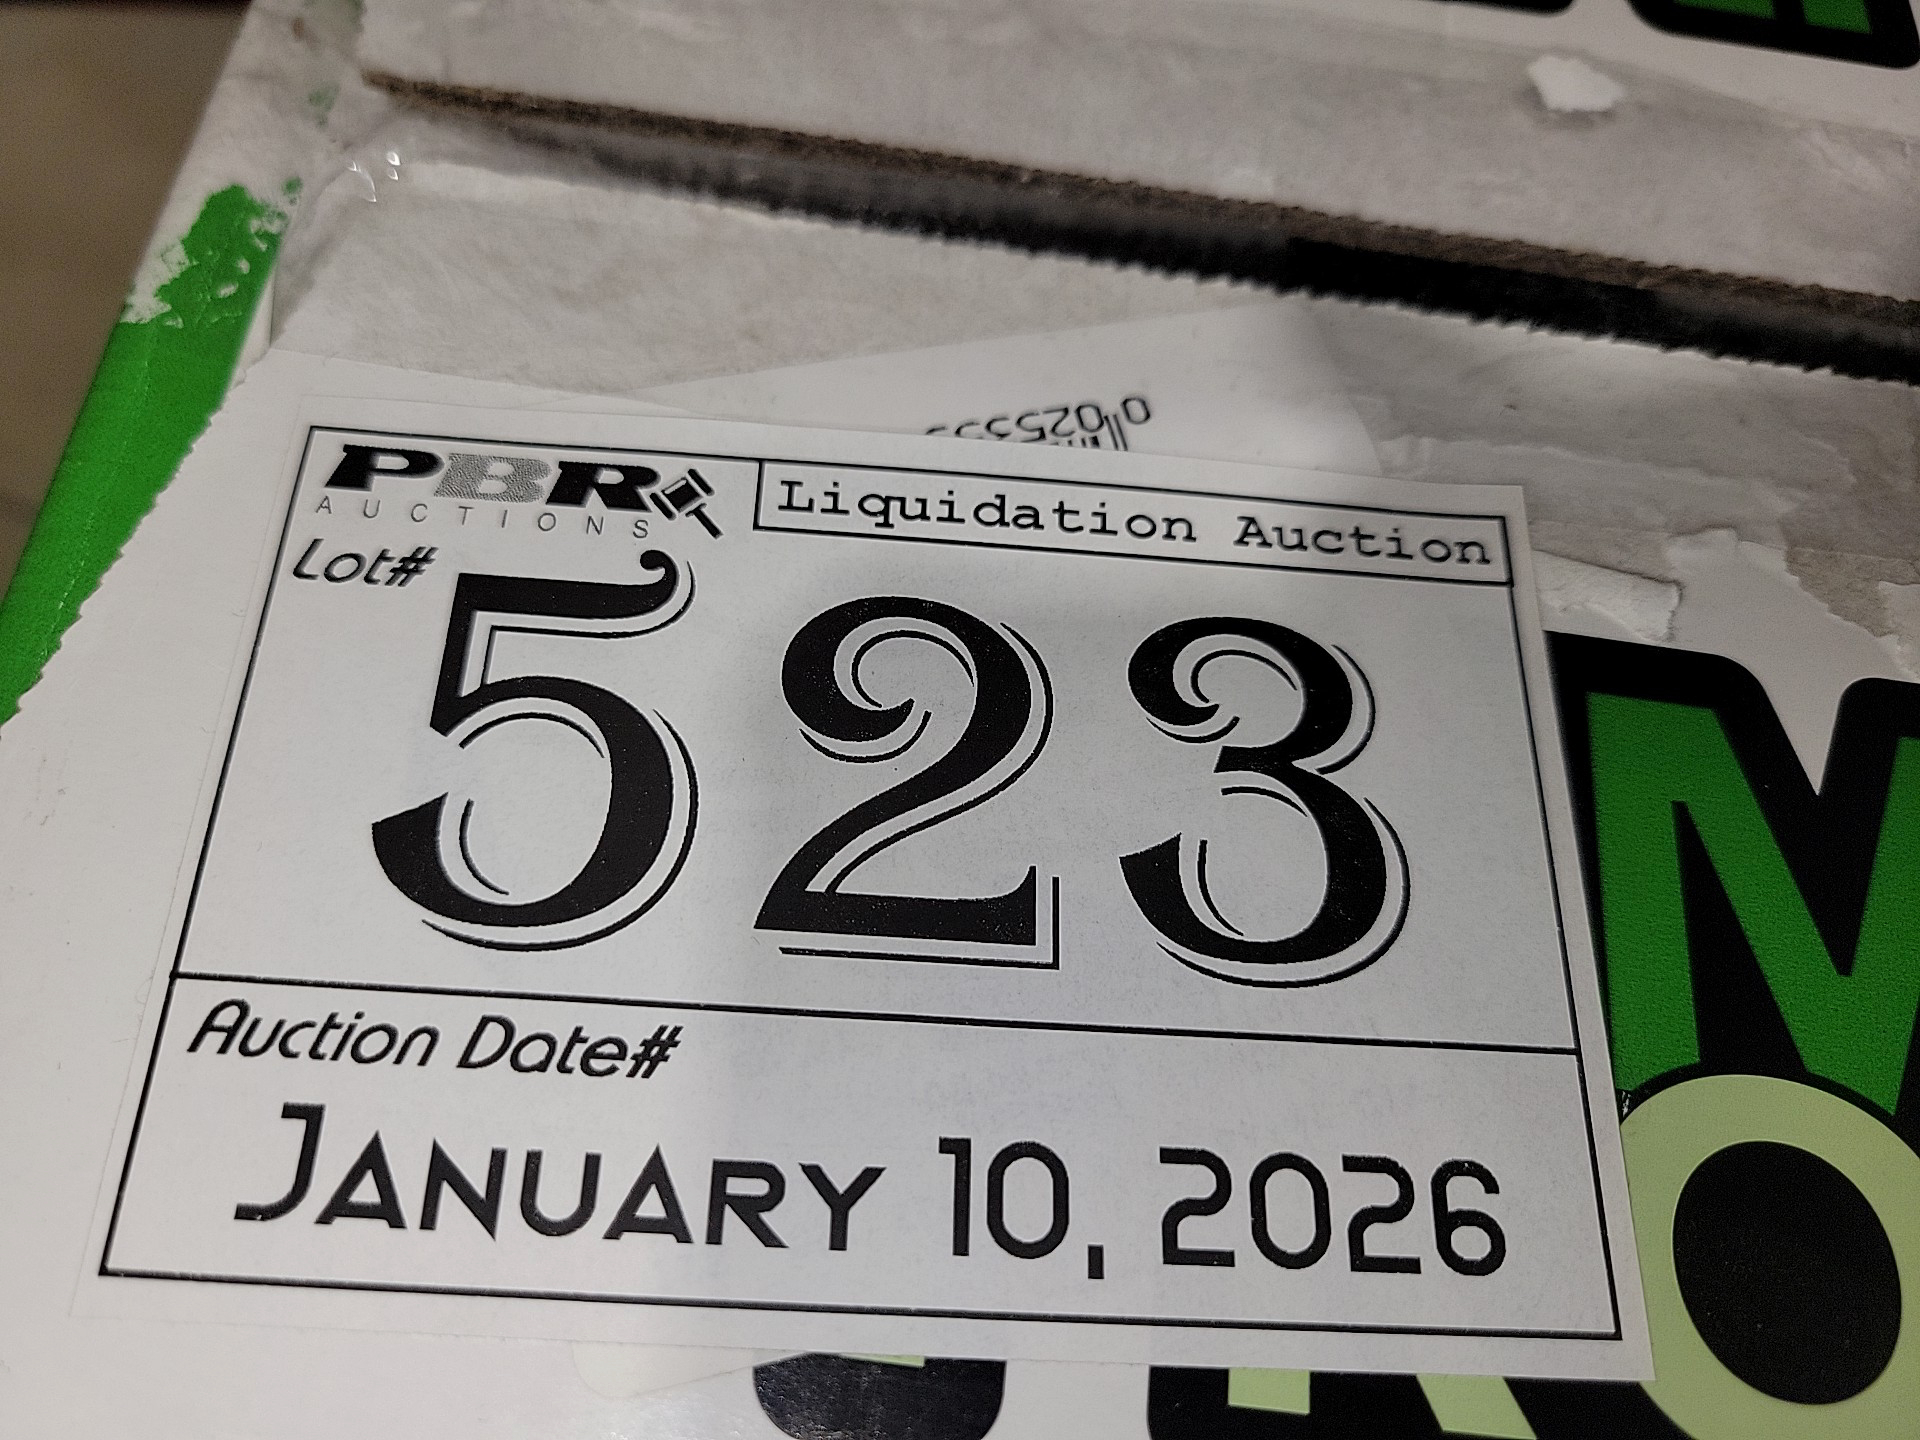 PBR
AUCTIONS
Liquidation Auction
Lot#
523
Auction Date#
JANUARY 10, 2026